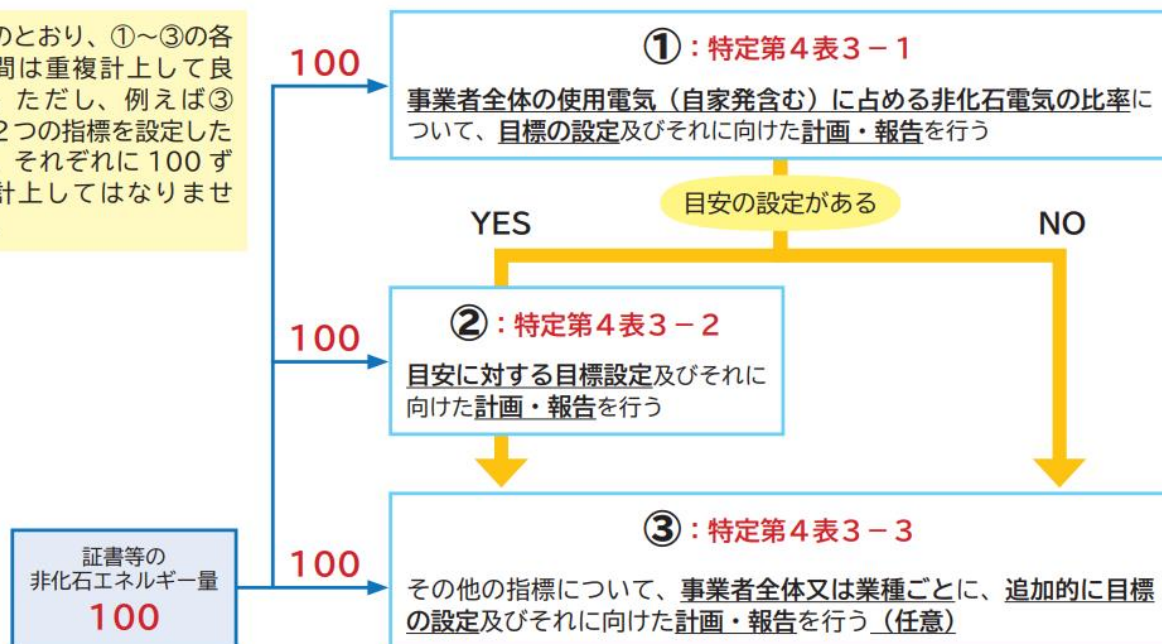 のとおり、①～③の各
間は重複計上して良
ただし、例えば③
2つの指標を設定した
それぞれに100ず
計上してはなりませ
100
①：特定第4表3－1
事業者全体の使用電気（自家発含む）に占める非化石電気の比率に
ついて、目標の設定及びそれに向けた計画・報告を行う
目安の設定がある
YES
NO
100
②：特定第4表3－2
目安に対する目標設定及びそれに
向けた計画・報告を行う
証書等の
非化石エネルギー量
100
100
③：特定第4表3－3
その他の指標について、事業者全体又は業種ごとに、追加的に目標
の設定及びそれに向けた計画・報告を行う（任意）